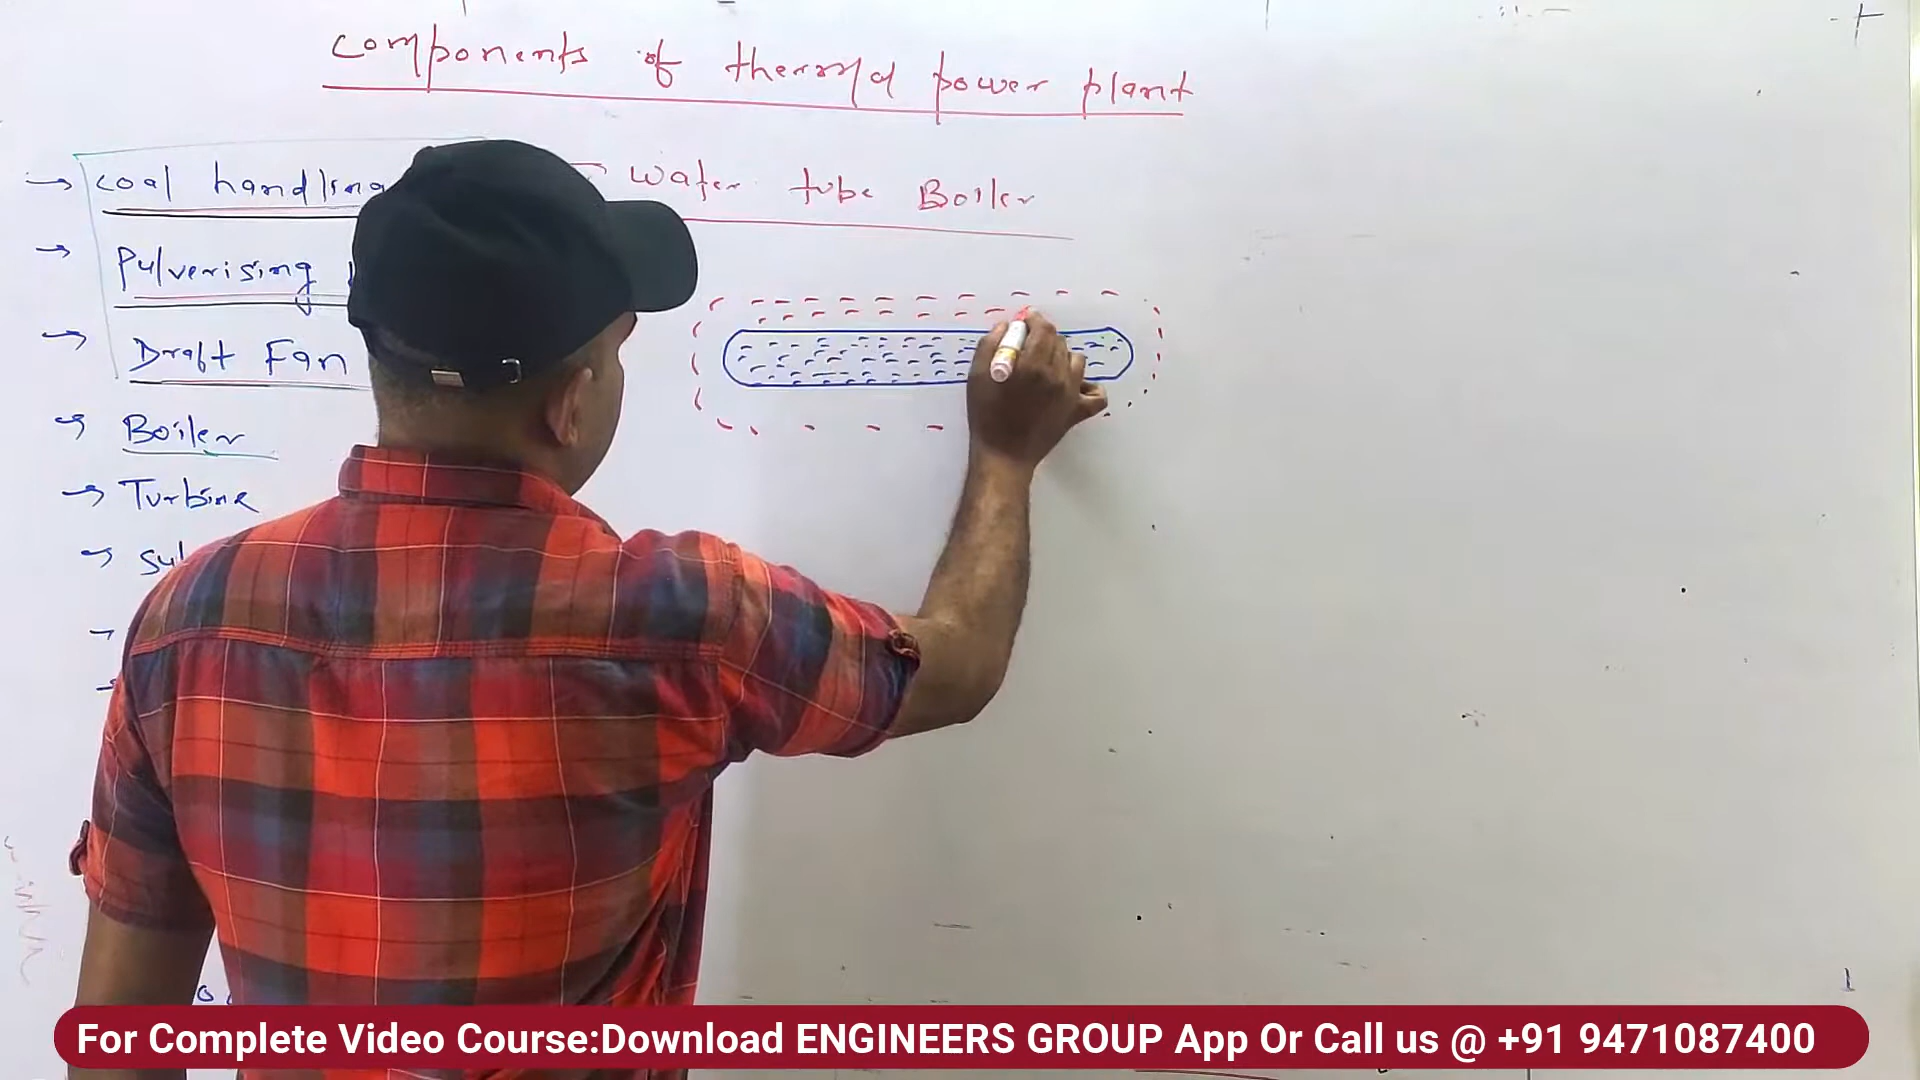 Components of thermal power plant
→ Coal handling
→ Water tube Boiler
→ Pulverising
→ Draft Fan
→ Boiler
→ Turbine
→
→
→
For Complete Video Course:Download ENGINEERS GROUP App Or Call us @ +91 9471087400